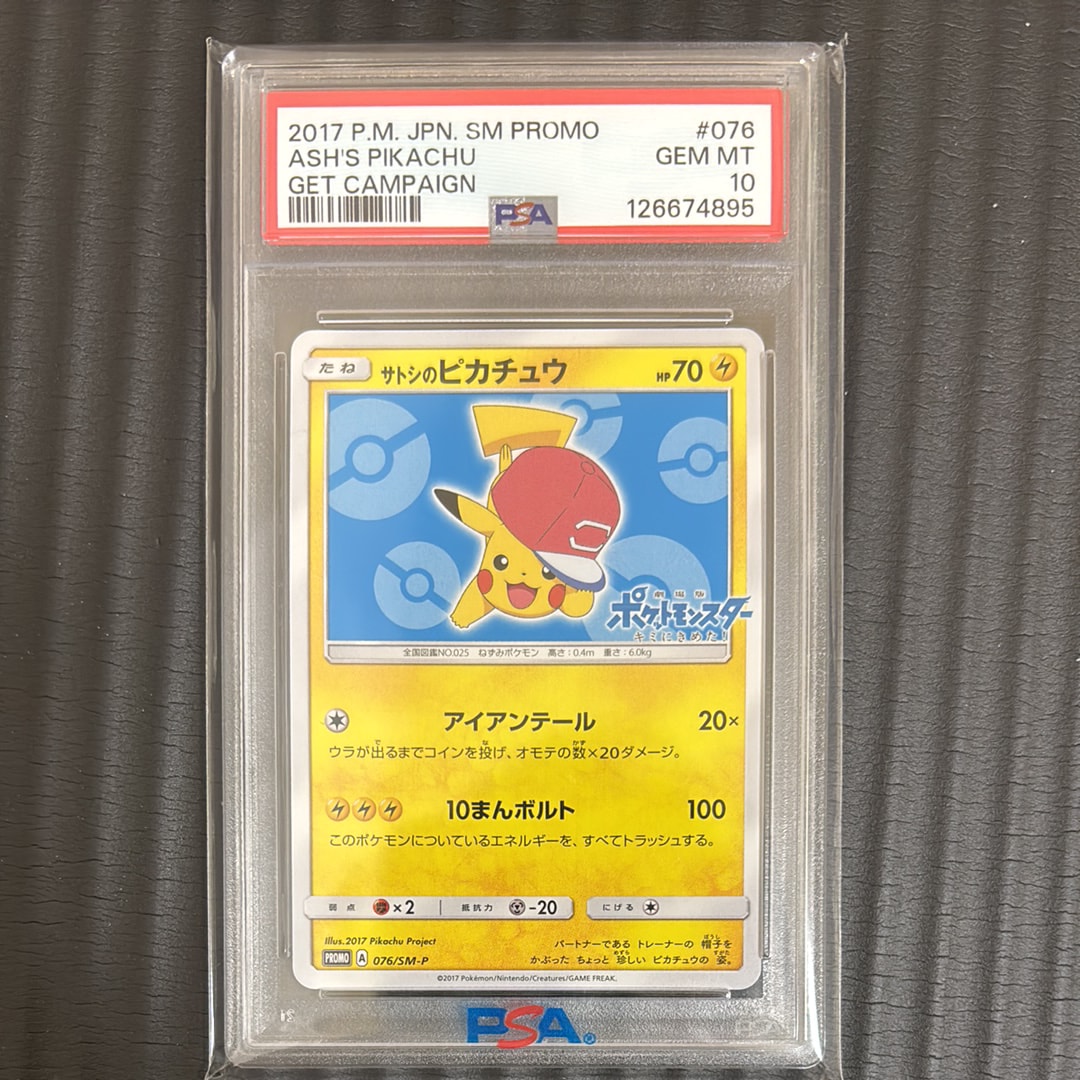 2017 P.M. JPN. SM PROMO #076
ASH'S PIKACHU GEM MT
GET CAMPAIGN 10
PSA 126674895
たね サトシのピカチュウ HP70
C
劇場版
ポケットモンスター
キミにきめた!
全国図鑑NO.025 ねずみポケモン 高さ:0.4m 重さ:6.0kg
アイアンテール 20×
ウラが出るまでコインを投げ、オモテの数×20ダメージ。
10まんボルト 100
このポケモンについているエネルギーを、すべてトラッシュする。
弱点 ×2 抵抗力 -20 にげる
Illus.2017 Pikachu Project
PROMO A 076/SM-P
パートナーである トレーナーの 帽子を
かぶった ちょっと 珍しい ピカチュウの 姿。
©2017 Pokémon/Nintendo/Creatures/GAME FREAK.
PSA®